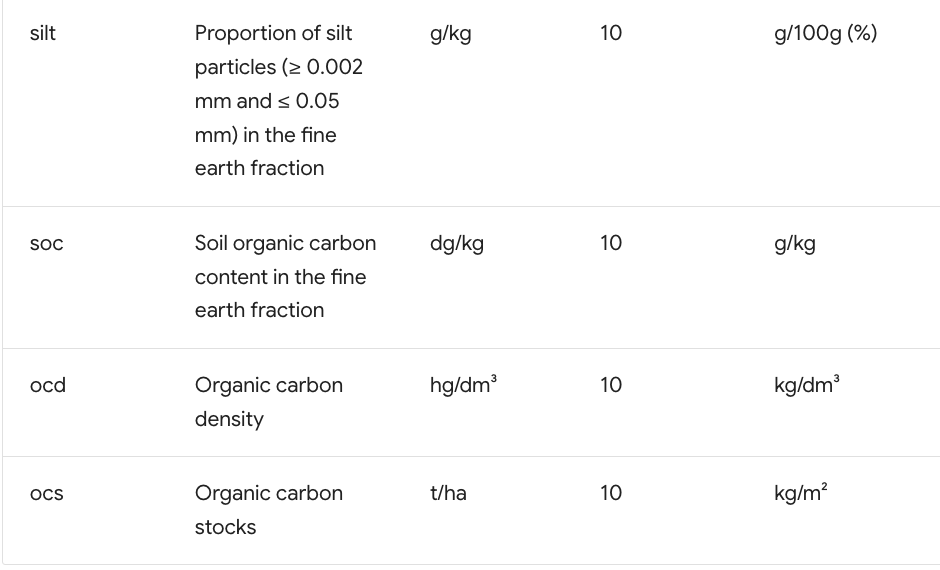 silt Proportion of silt g/kg 10 g/100g (%)
particles (≥ 0.002
mm and ≤ 0.05
mm) in the fine
earth fraction
soc Soil organic carbon dg/kg 10 g/kg
content in the fine
earth fraction
ocd Organic carbon hg/dm³ 10 kg/dm³
density
ocs Organic carbon t/ha 10 kg/m²
stocks